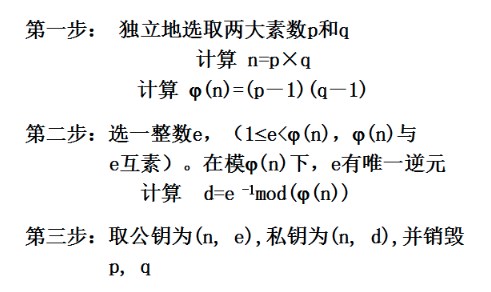 第一步： 独立地选取两大素数p和q
计算 n=p×q
计算 φ(n)=(p－1)(q－1)
第二步：选一整数e，（1≤e<φ(n)，φ(n)与
e互素）。在模φ(n)下，e有唯一逆元
计算 d=e ⁻¹mod(φ(n))
第三步：取公钥为(n, e),私钥为(n, d),并销毁
p, q